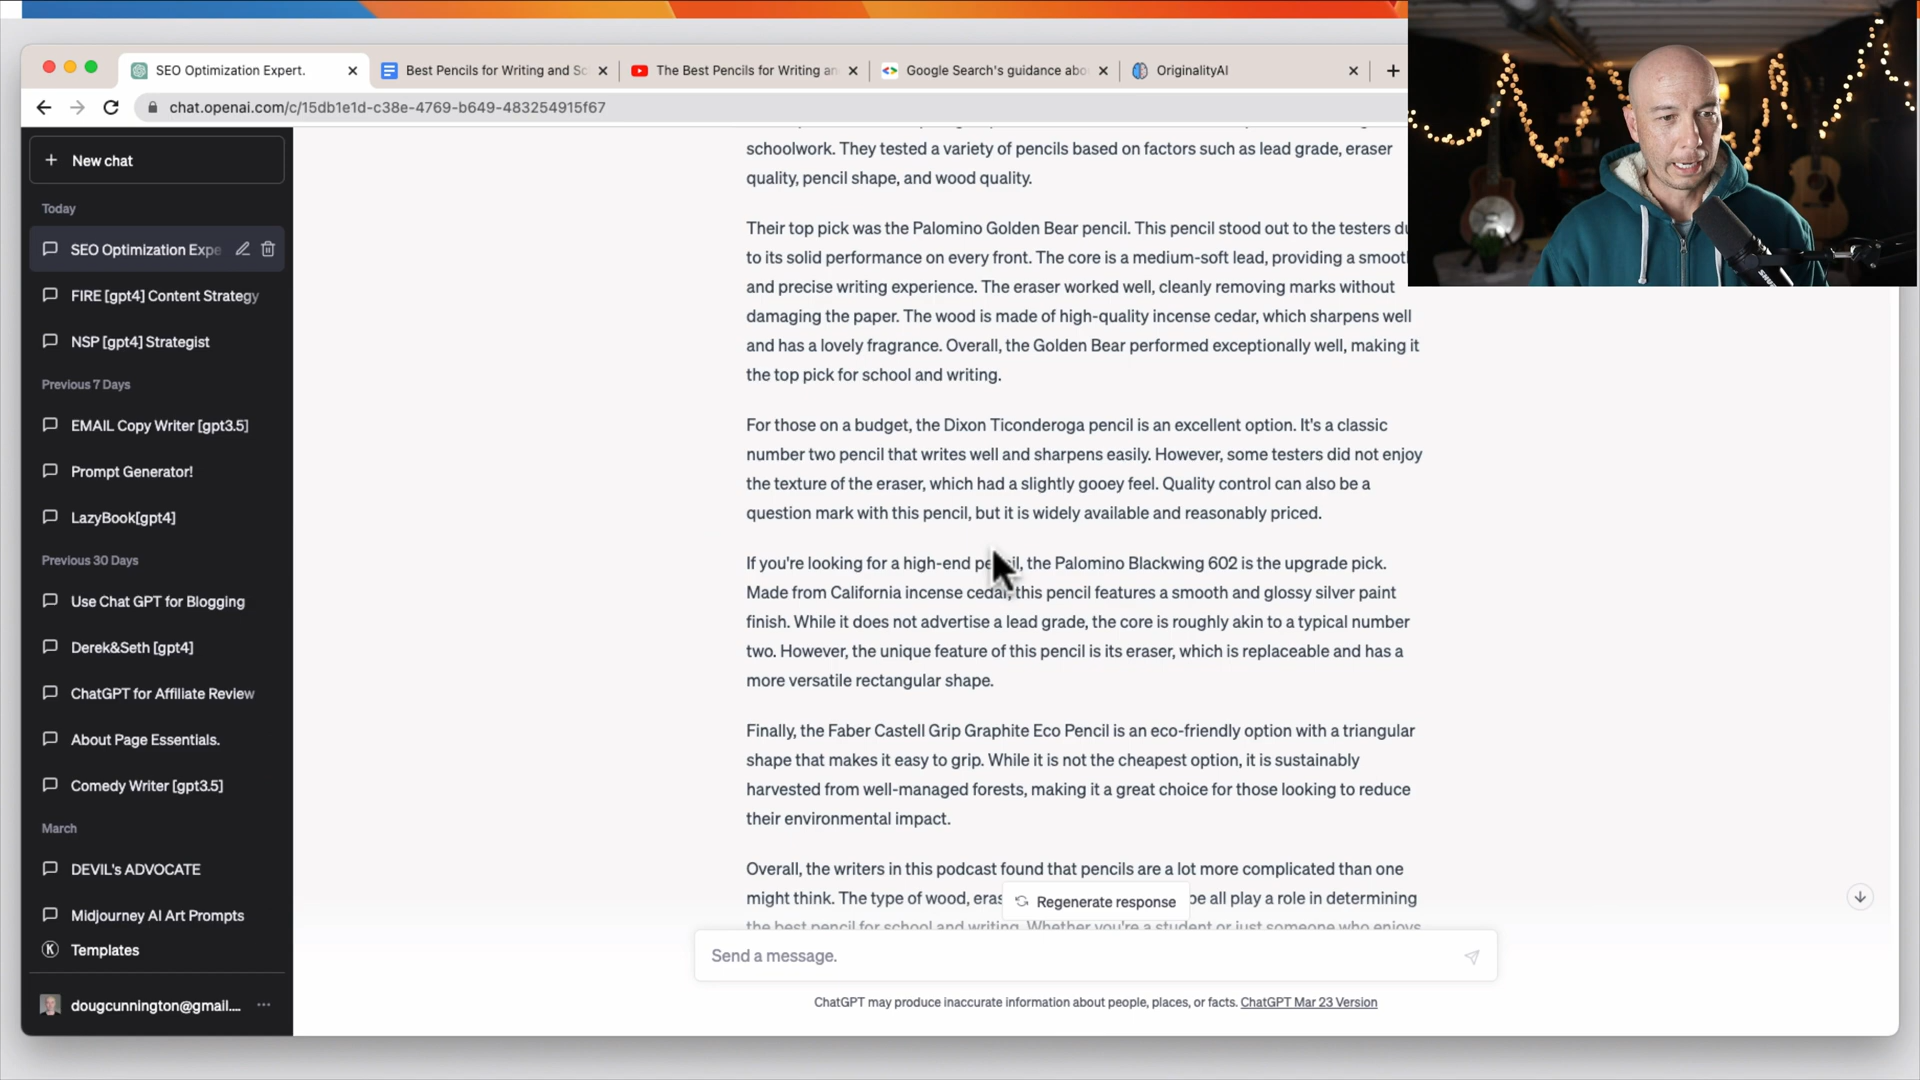 SEO Optimization Expert.
Best Pencils for Writing and Sc
The Best Pencils for Writing an
Google Search's guidance abo
OriginalityAI
chat.openai.com/c/15db1e1d-c38e-4769-b649-483254915f67
New chat
Today
SEO Optimization Expe
FIRE [gpt4] Content Strategy
NSP [gpt4] Strategist
Previous 7 Days
EMAIL Copy Writer [gpt3.5]
Prompt Generator!
LazyBook[gpt4]
Previous 30 Days
Use Chat GPT for Blogging
Derek&Seth [gpt4]
ChatGPT for Affiliate Review
About Page Essentials.
Comedy Writer [gpt3.5]
March
DEVIL's ADVOCATE
Midjourney AI Art Prompts
Templates
dougcunnington@gmail....
schoolwork. They tested a variety of pencils based on factors such as lead grade, eraser
quality, pencil shape, and wood quality.
Their top pick was the Palomino Golden Bear pencil. This pencil stood out to the testers du
to its solid performance on every front. The core is a medium-soft lead, providing a smoot
and precise writing experience. The eraser worked well, cleanly removing marks without
damaging the paper. The wood is made of high-quality incense cedar, which sharpens well
and has a lovely fragrance. Overall, the Golden Bear performed exceptionally well, making it
the top pick for school and writing.
For those on a budget, the Dixon Ticonderoga pencil is an excellent option. It's a classic
number two pencil that writes well and sharpens easily. However, some testers did not enjoy
the texture of the eraser, which had a slightly gooey feel. Quality control can also be a
question mark with this pencil, but it is widely available and reasonably priced.
If you're looking for a high-end pencil, the Palomino Blackwing 602 is the upgrade pick.
Made from California incense cedar, this pencil features a smooth and glossy silver paint
finish. While it does not advertise a lead grade, the core is roughly akin to a typical number
two. However, the unique feature of this pencil is its eraser, which is replaceable and has a
more versatile rectangular shape.
Finally, the Faber Castell Grip Graphite Eco Pencil is an eco-friendly option with a triangular
shape that makes it easy to grip. While it is not the cheapest option, it is sustainably
harvested from well-managed forests, making it a great choice for those looking to reduce
their environmental impact.
Overall, the writers in this podcast found that pencils are a lot more complicated than one
might think. The type of wood, eras be all play a role in determining
the best pencil for school and writing. Whether you're a student or just someone who enjoys
Regenerate response
Send a message.
ChatGPT may produce inaccurate information about people, places, or facts. ChatGPT Mar 23 Version